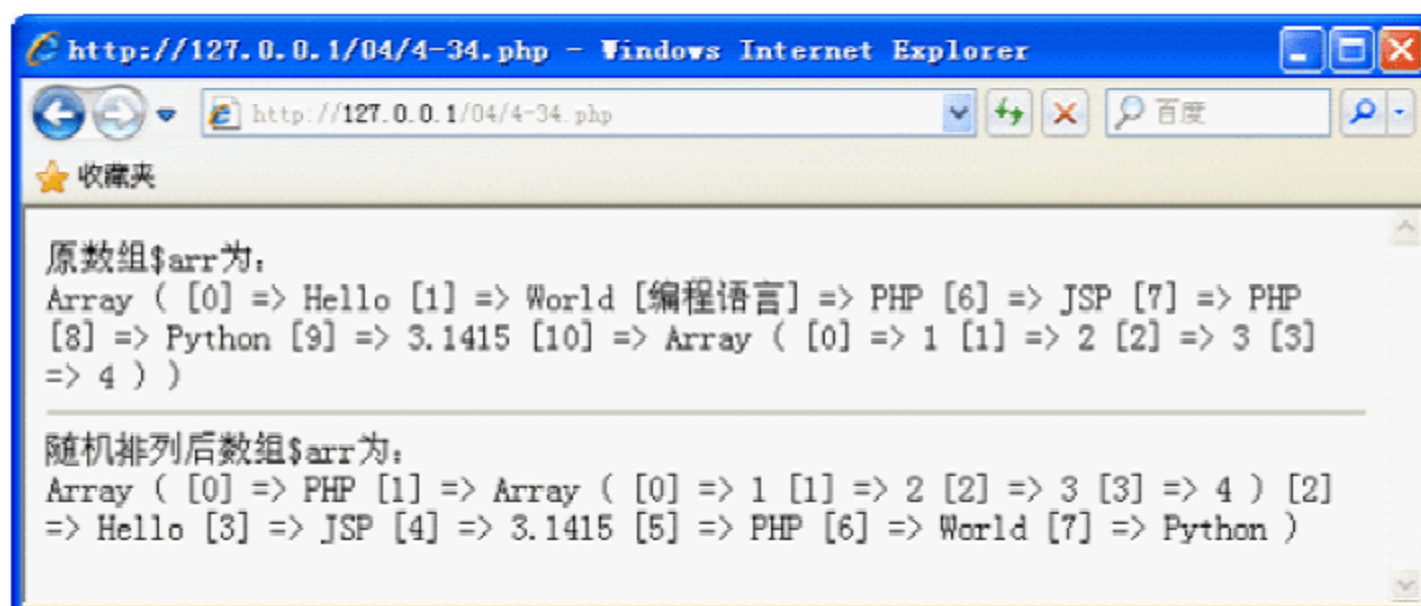 http://127.0.0.1/04/4-34.php - Windows Internet Explorer
http://127.0.0.1/04/4-34.php
百度
收藏夹
原数组$arr为：
Array ( [0] => Hello [1] => World [编程语言] => PHP [6] => JSP [7] => PHP
[8] => Python [9] => 3.1415 [10] => Array ( [0] => 1 [1] => 2 [2] => 3 [3]
=> 4 ) )
随机排列后数组$arr为：
Array ( [0] => PHP [1] => Array ( [0] => 1 [1] => 2 [2] => 3 [3] => 4 ) [2]
=> Hello [3] => JSP [4] => 3.1415 [5] => PHP [6] => World [7] => Python )